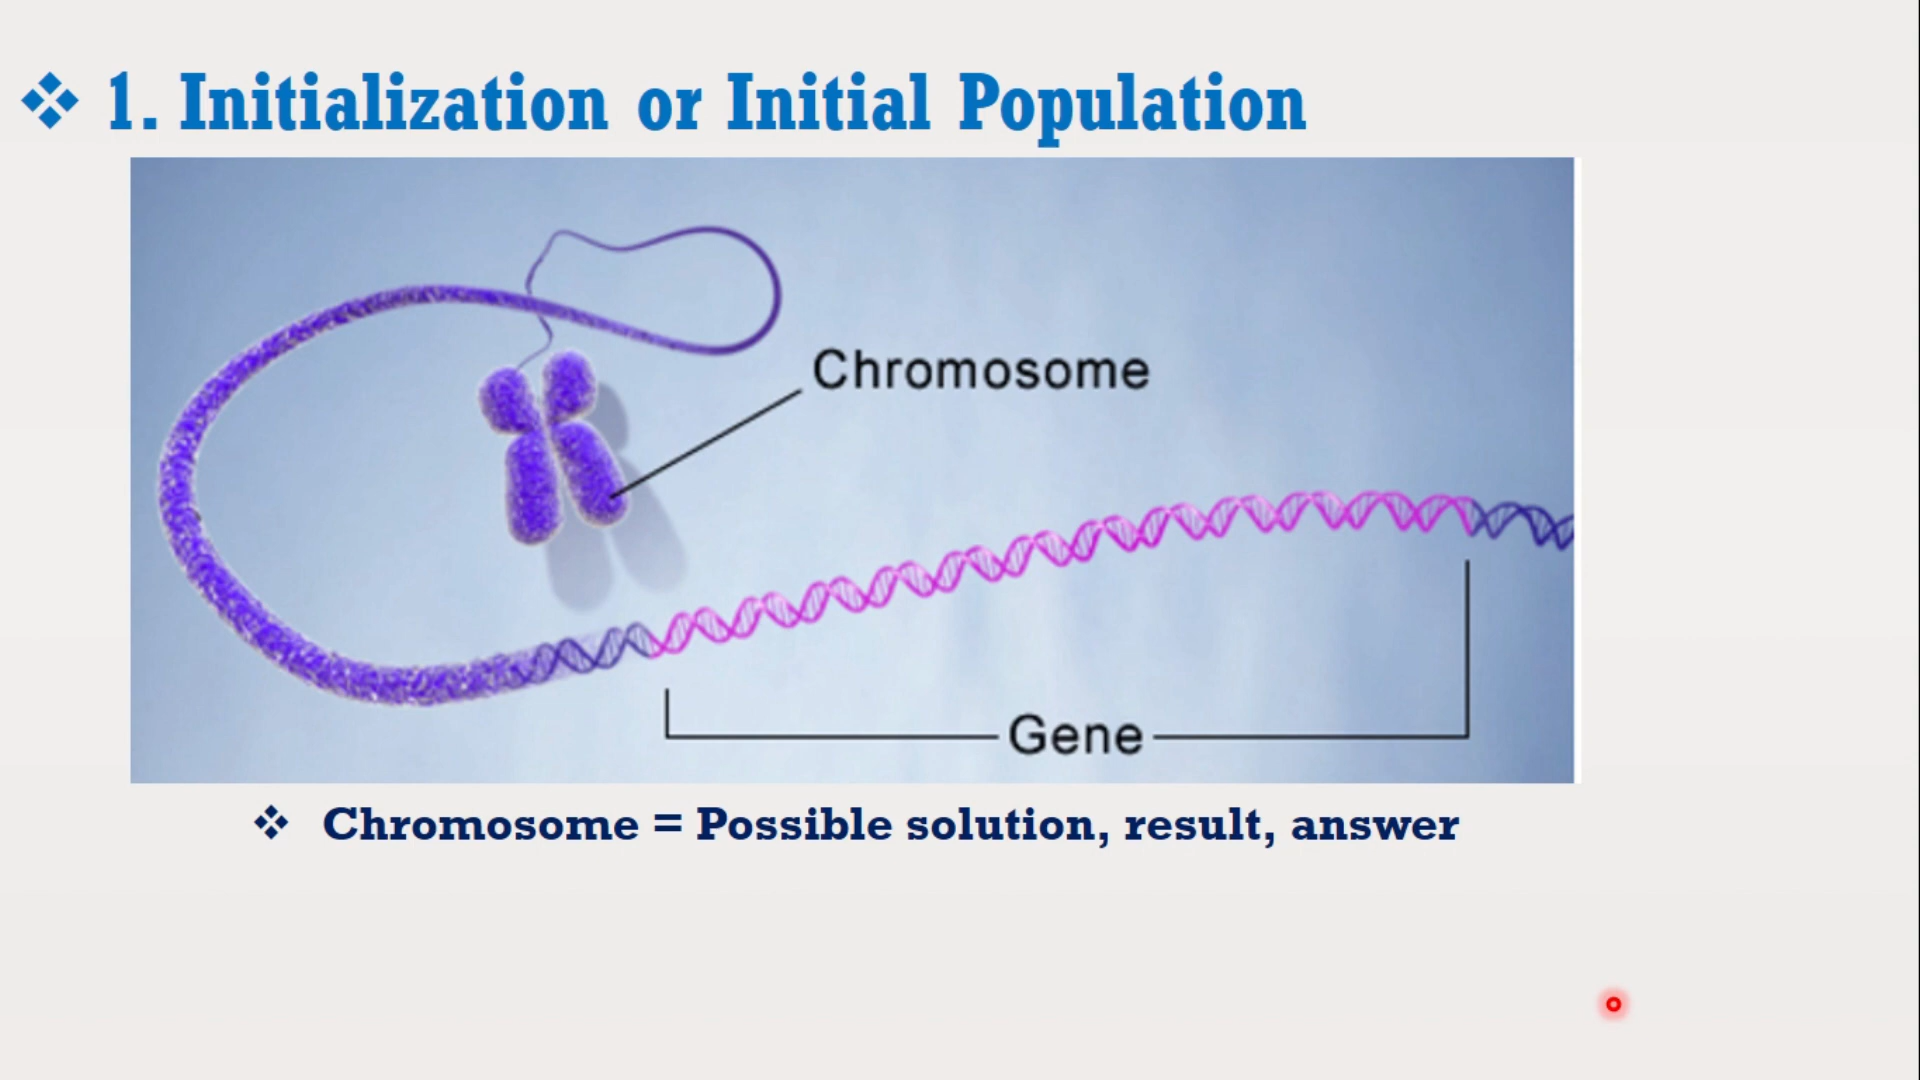 1. Initialization or Initial Population
Chromosome
Gene
Chromosome = Possible solution, result, answer